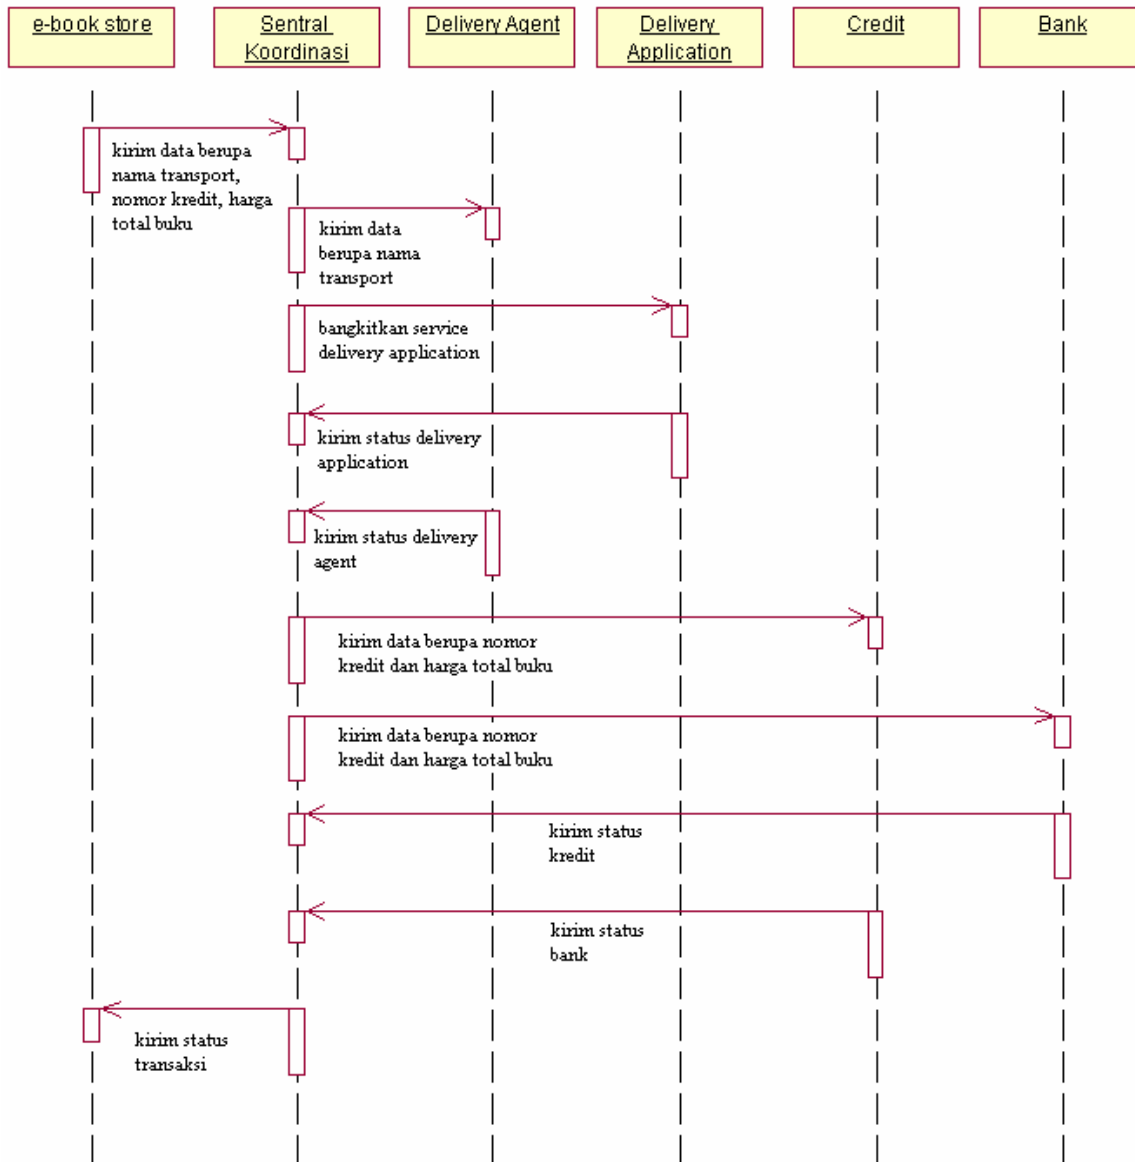 e-book store
Sentral
Koordinasi
Delivery Agent
Delivery
Application
Credit
Bank
kirim data berupa
nama transport,
nomor kredit, harga
total buku
kirim data
berupa nama
transport
bangkitkan service
delivery application
kirim status delivery
application
kirim status delivery
agent
kirim data berupa nomor
kredit dan harga total buku
kirim data berupa nomor
kredit dan harga total buku
kirim status
kredit
kirim status
bank
kirim status
transaksi